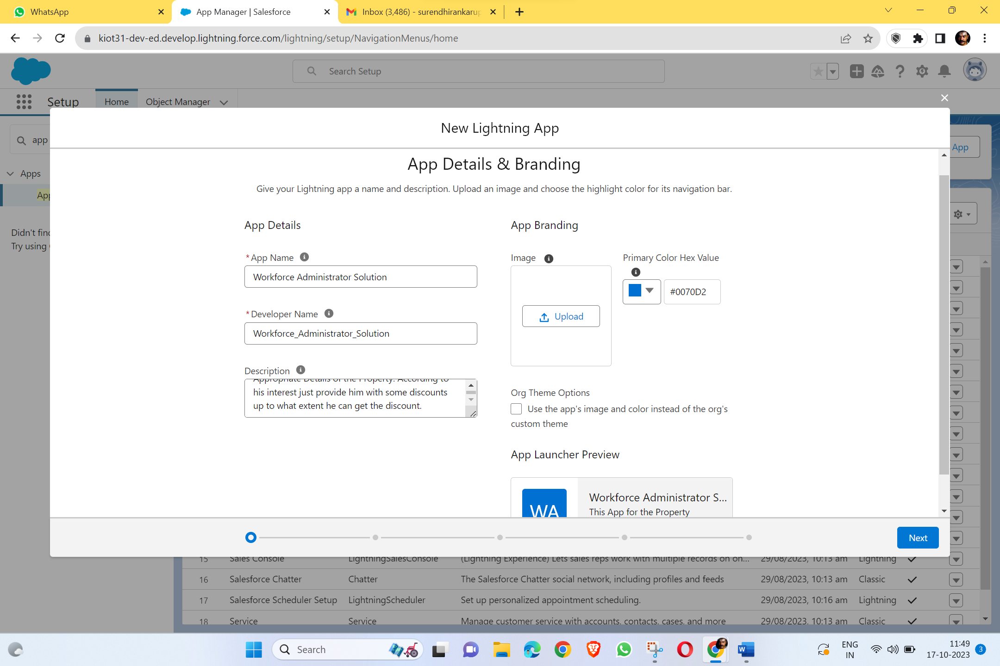 WhatsApp
App Manager | Salesforce
Inbox (3,486) - surendhirankarup
kiot31-dev-ed.develop.lightning.force.com/lightning/setup/NavigationMenus/home
Search Setup
Setup
Home
Object Manager
New Lightning App
app
App
Apps
App
Didn't find
Try using
App Details & Branding
Give your Lightning app a name and description. Upload an image and choose the highlight color for its navigation bar.
App Details
*App Name
Workforce Administrator Solution
*Developer Name
Workforce_Administrator_Solution
Description
Appropriate Details of the Property. According to
his interest just provide him with some discounts
up to what extent he can get the discount.
App Branding
Image
Upload
Primary Color Hex Value
#0070D2
Org Theme Options
Use the app's image and color instead of the org's
custom theme
App Launcher Preview
WA
Workforce Administrator S...
This App for the Property
Next
15 Sales Console LightningSalesConsole (Lightning Experience) Lets sales reps work with multiple records on on... 29/08/2023, 10:13 am Lightning
16 Salesforce Chatter Chatter The Salesforce Chatter social network, including profiles and feeds 29/08/2023, 10:13 am Classic
17 Salesforce Scheduler Setup LightningScheduler Set up personalized appointment scheduling. 29/08/2023, 10:16 am Lightning
18 Service Service Manage customer service with accounts, contacts, cases, and more 29/08/2023, 10:13 am Classic
Search
W
ENG
IN
11:49
17-10-2023
3